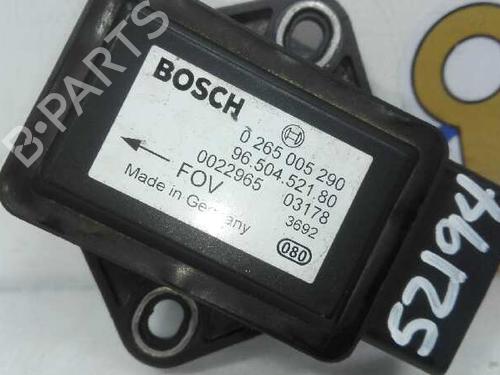 BOSCH
0 265 005 290
96.504.521.80
0022965 03178
FOV 3692
Made in Germany
080
52194
B-PARTS